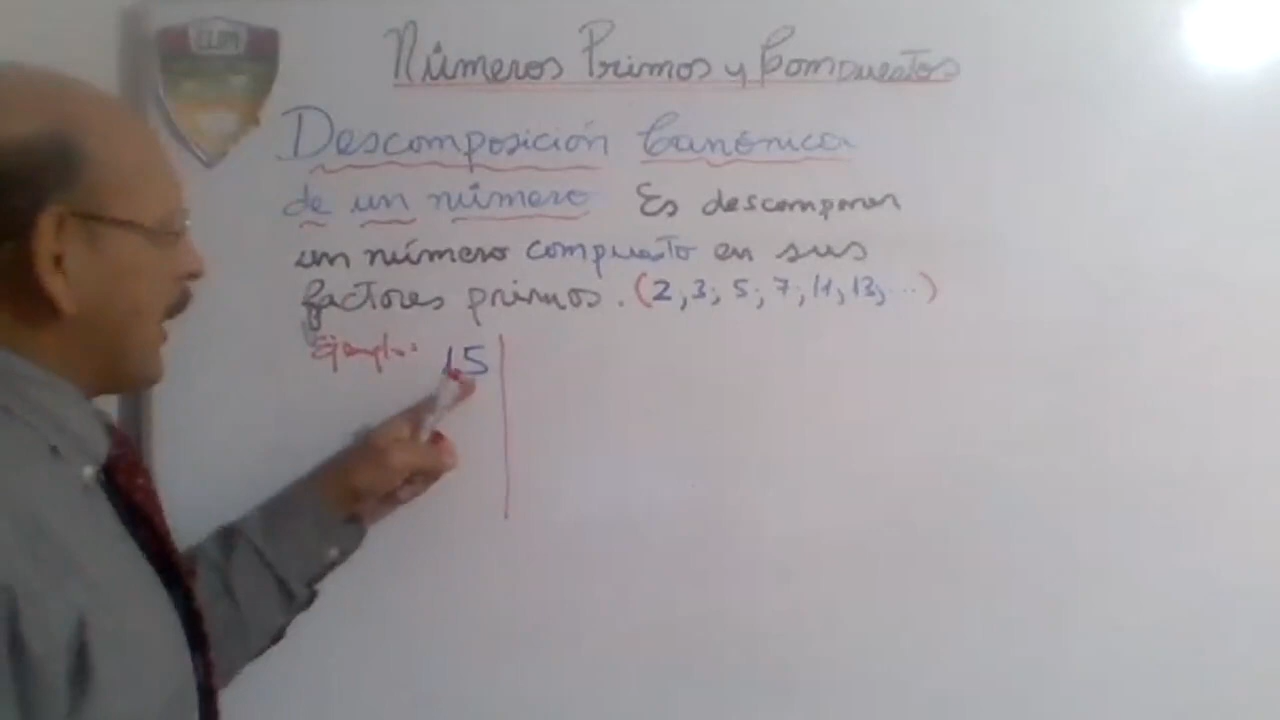 Números Primos y Compuestos
Descomposición Canónica
de un número Es descomponer
un número compuesto en sus
factores primos. (2, 3, 5, 7, 11, 13, ...)
Ejemplo: 15